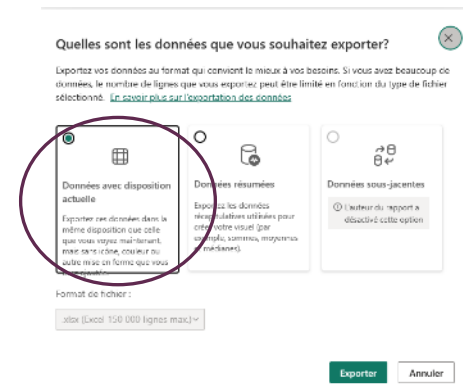 Quelles sont les données que vous souhaitez exporter?
Exportez vos données au format qui convient le mieux à vos besoins. Si vous avez beaucoup de
données, le nombre de lignes que vous exportez peut être limité en fonction du type de fichier
sélectionné. En savoir plus sur l'exportation des données
Données avec disposition
actuelle
Exportez ces données dans la
même disposition que celle
que vous voyez maintenant,
mais sans icône, couleur ou
autre mise en forme que vous
Données résumées
Exportez les données
récapitulatives utilisées pour
créer votre visuel (par
exemple, sommes, moyennes
et médianes).
Données sous-jacentes
L'auteur du rapport a
désactivé cette option
Format de fichier :
.xlsx (Excel 150 000 lignes max.)
Exporter
Annuler